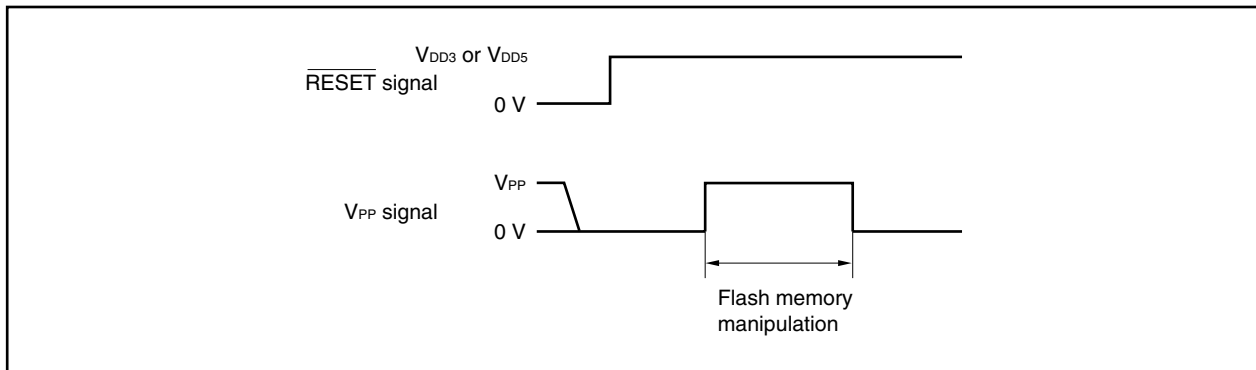 VDD3 or VDD5
RESET signal
0 V
VPP
VPP signal
0 V
Flash memory
manipulation